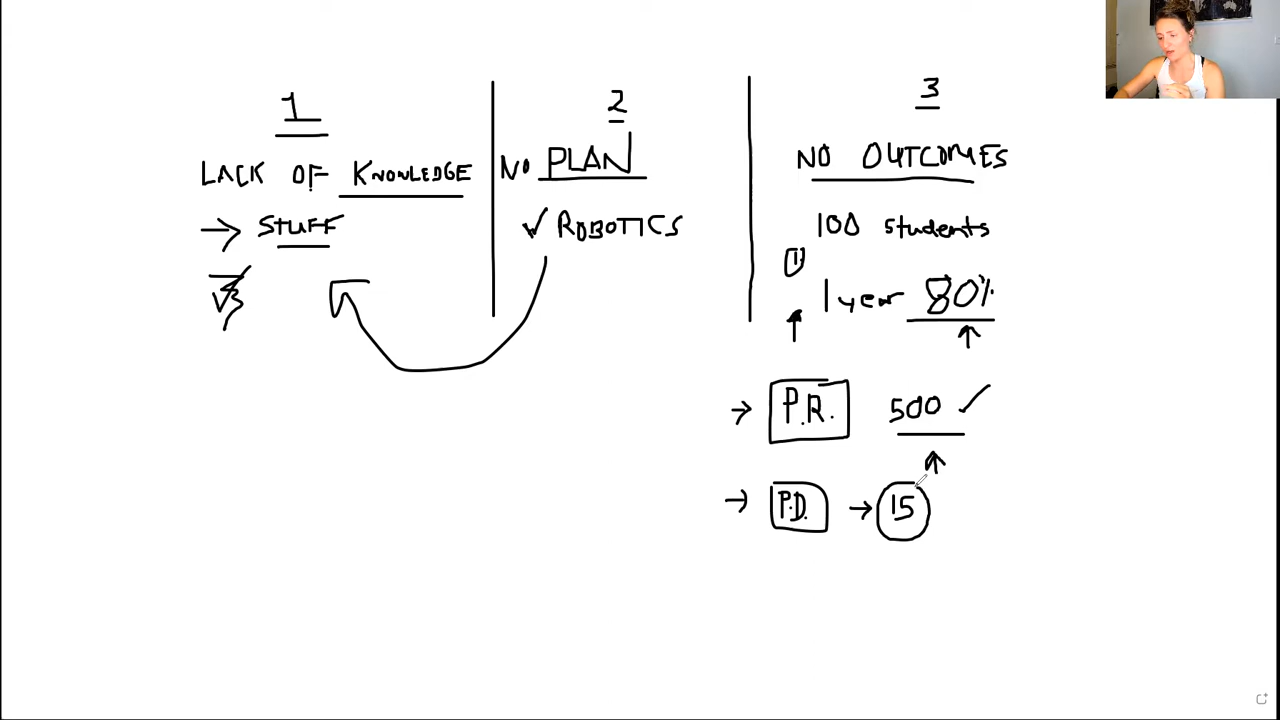 1
LACK OF KNOWLEDGE
→ STUFF
2
NO PLAN
✓ ROBOTICS
3
NO OUTCOMES
100 students
1
1 year 80%
→ P.R. 500 ✓
→ P.D. → 15